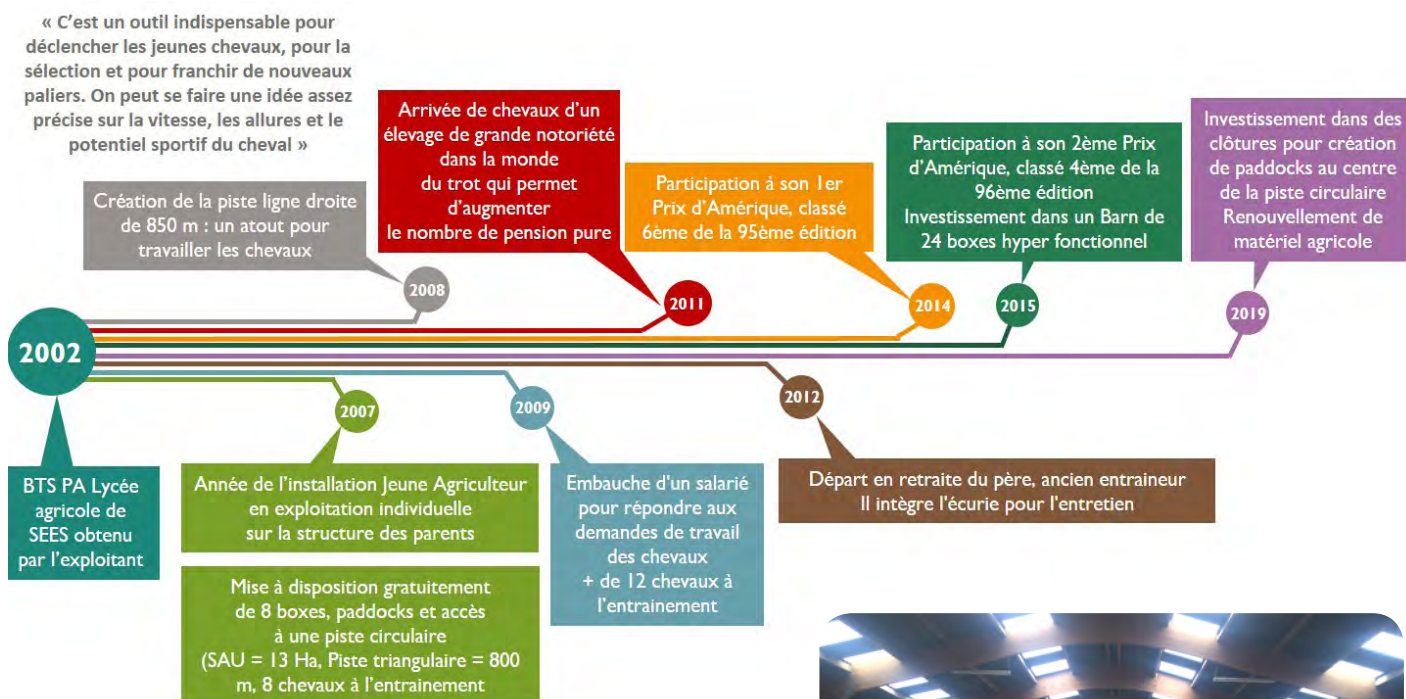 « C'est un outil indispensable pour
déclencher les jeunes chevaux, pour la
sélection et pour franchir de nouveaux
paliers. On peut se faire une idée assez
précise sur la vitesse, les allures et le
potentiel sportif du cheval »
Création de la piste ligne droite
de 850 m : un atout pour
travailler les chevaux
2008
Arrivée de chevaux d'un
élevage de grande notoriété
dans la monde
du trot qui permet
d'augmenter
le nombre de pension pure
2011
Participation à son 1er
Prix d'Amérique, classé
6ème de la 95ème édition
2014
Participation à son 2ème Prix
d'Amérique, classé 4ème de la
96ème édition
Investissement dans un Barn de
24 boxes hyper fonctionnel
2015
Investissement dans des
clôtures pour création
de paddocks au centre
de la piste circulaire
Renouvellement de
matériel agricole
2019
2002
BTS PA Lycée
agricole de
SEES obtenu
par l'exploitant
2007
Année de l'installation Jeune Agriculteur
en exploitation individuelle
sur la structure des parents
Mise à disposition gratuitement
de 8 boxes, paddocks et accès
à une piste circulaire
(SAU = 13 Ha, Piste triangulaire = 800
m, 8 chevaux à l'entrainement
2009
Embauche d'un salarié
pour répondre aux
demandes de travail
des chevaux
+ de 12 chevaux à
l'entrainement
2012
Départ en retraite du père, ancien entraineur
Il intègre l'écurie pour l'entretien